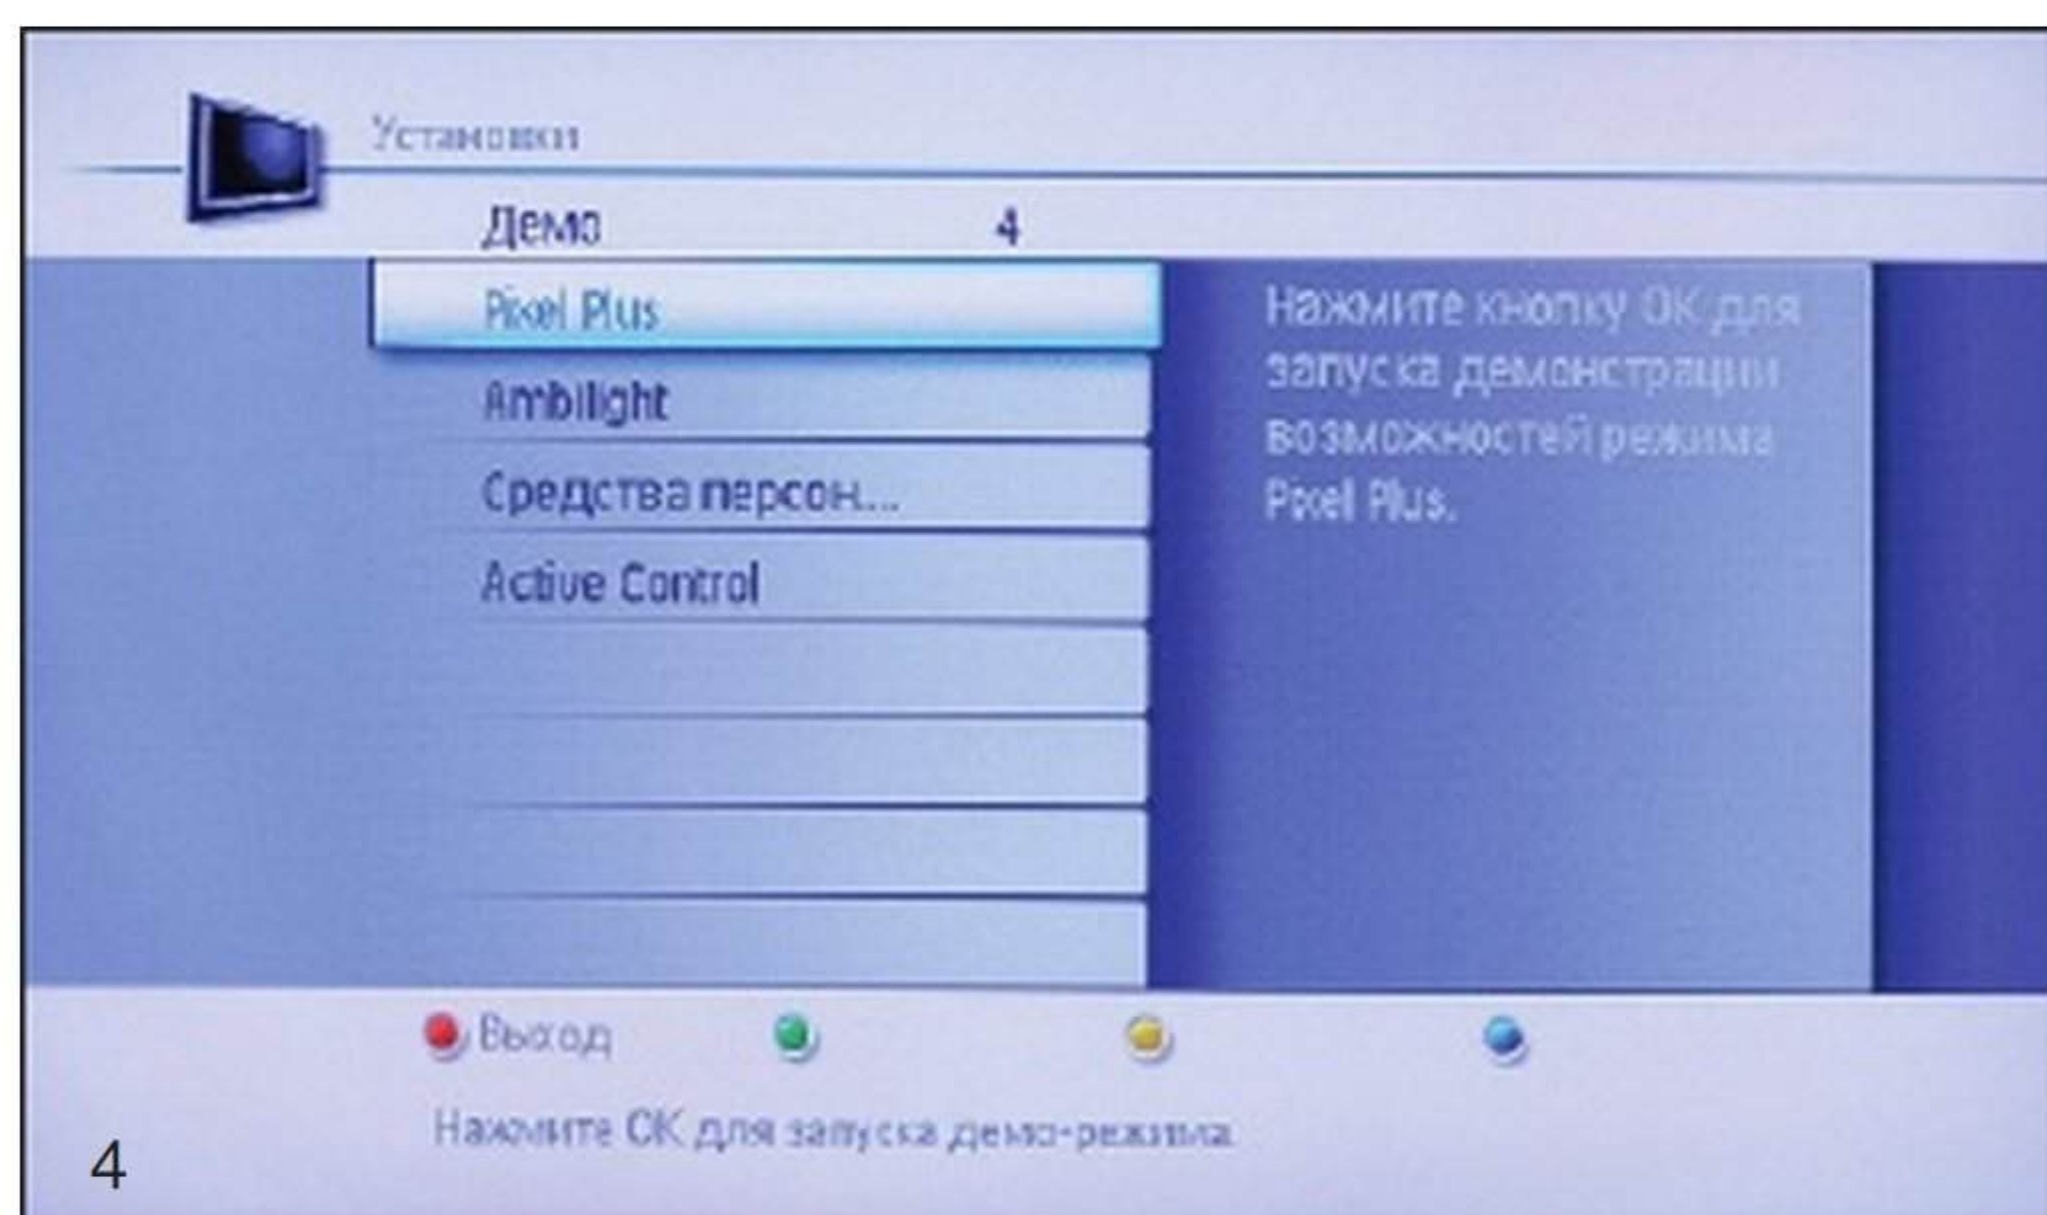 Установки
Демо 4
Pixel Plus
Ambilight
Средства персон....
Active Control
Нажмите кнопку ОК для
запуска демонстрации
возможностей режима
Pixel Plus.
Выход
Нажмите ОК для запуска демо-режима
4